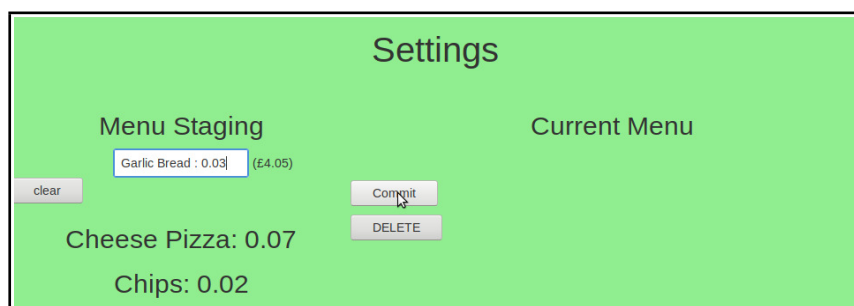 Settings
Menu Staging
Current Menu
Garlic Bread : 0.03 (£4.05)
clear
Commit
DELETE
Cheese Pizza: 0.07
Chips: 0.02